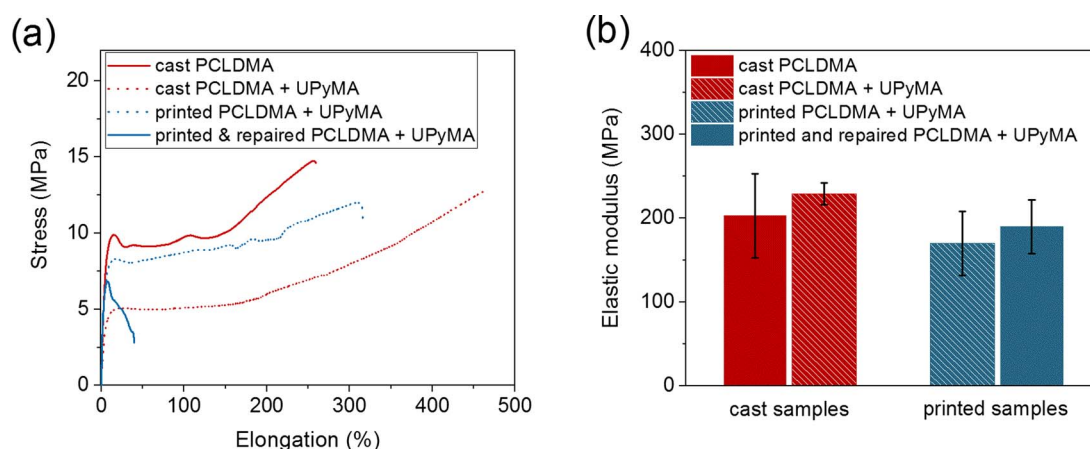 (a)
20
15
10
5
0
Stress (MPa)
cast PCLDMA
cast PCLDMA + UPyMA
printed PCLDMA + UPyMA
printed & repaired PCLDMA + UPyMA
0 100 200 300 400 500
Elongation (%)
(b)
400
300
200
100
0
Elastic modulus (MPa)
cast PCLDMA
cast PCLDMA + UPyMA
printed PCLDMA + UPyMA
printed and repaired PCLDMA + UPyMA
cast samples printed samples